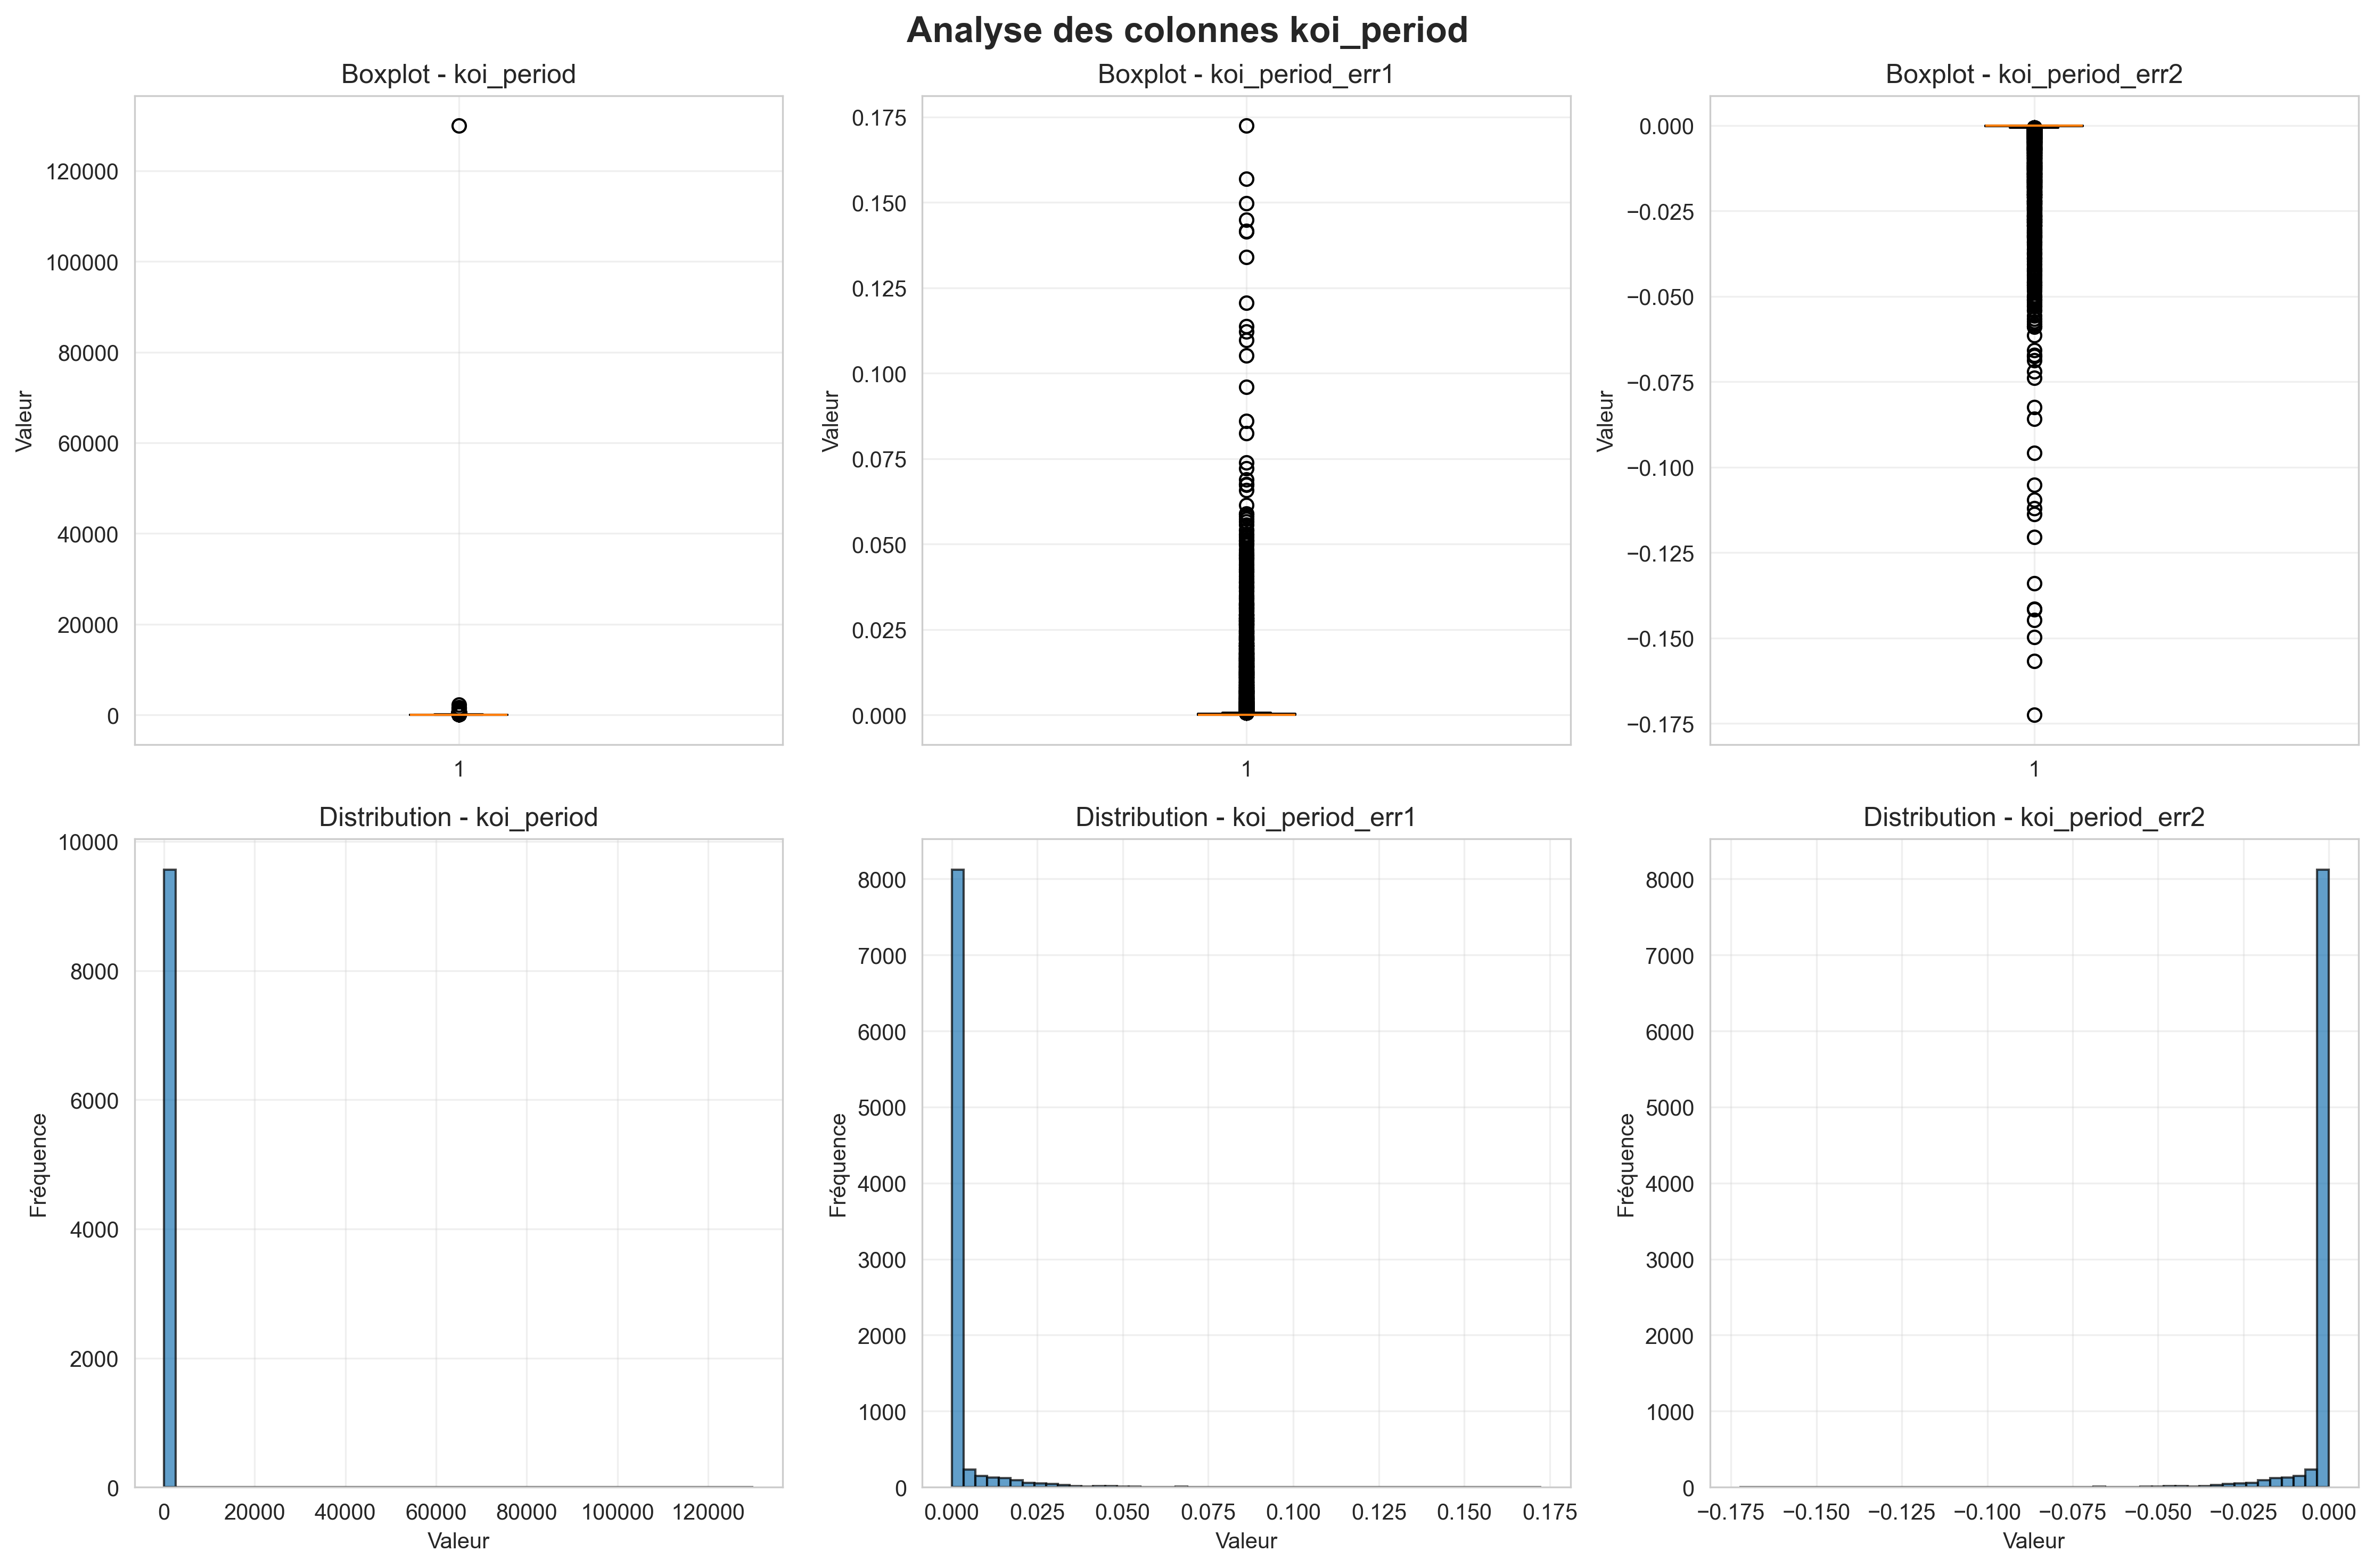 Analyse des colonnes koi_period
Boxplot - koi_period
Valeur
120000
100000
80000
60000
40000
20000
0
1
Boxplot - koi_period_err1
Valeur
0.175
0.150
0.125
0.100
0.075
0.050
0.025
0.000
1
Boxplot - koi_period_err2
Valeur
0.000
−0.025
−0.050
−0.075
−0.100
−0.125
−0.150
−0.175
1
Distribution - koi_period
Fréquence
10000
8000
6000
4000
2000
0
0 20000 40000 60000 80000 100000 120000
Valeur
Distribution - koi_period_err1
Fréquence
8000
7000
6000
5000
4000
3000
2000
1000
0
0.000 0.025 0.050 0.075 0.100 0.125 0.150 0.175
Valeur
Distribution - koi_period_err2
Fréquence
8000
7000
6000
5000
4000
3000
2000
1000
0
−0.175 −0.150 −0.125 −0.100 −0.075 −0.050 −0.025 0.000
Valeur